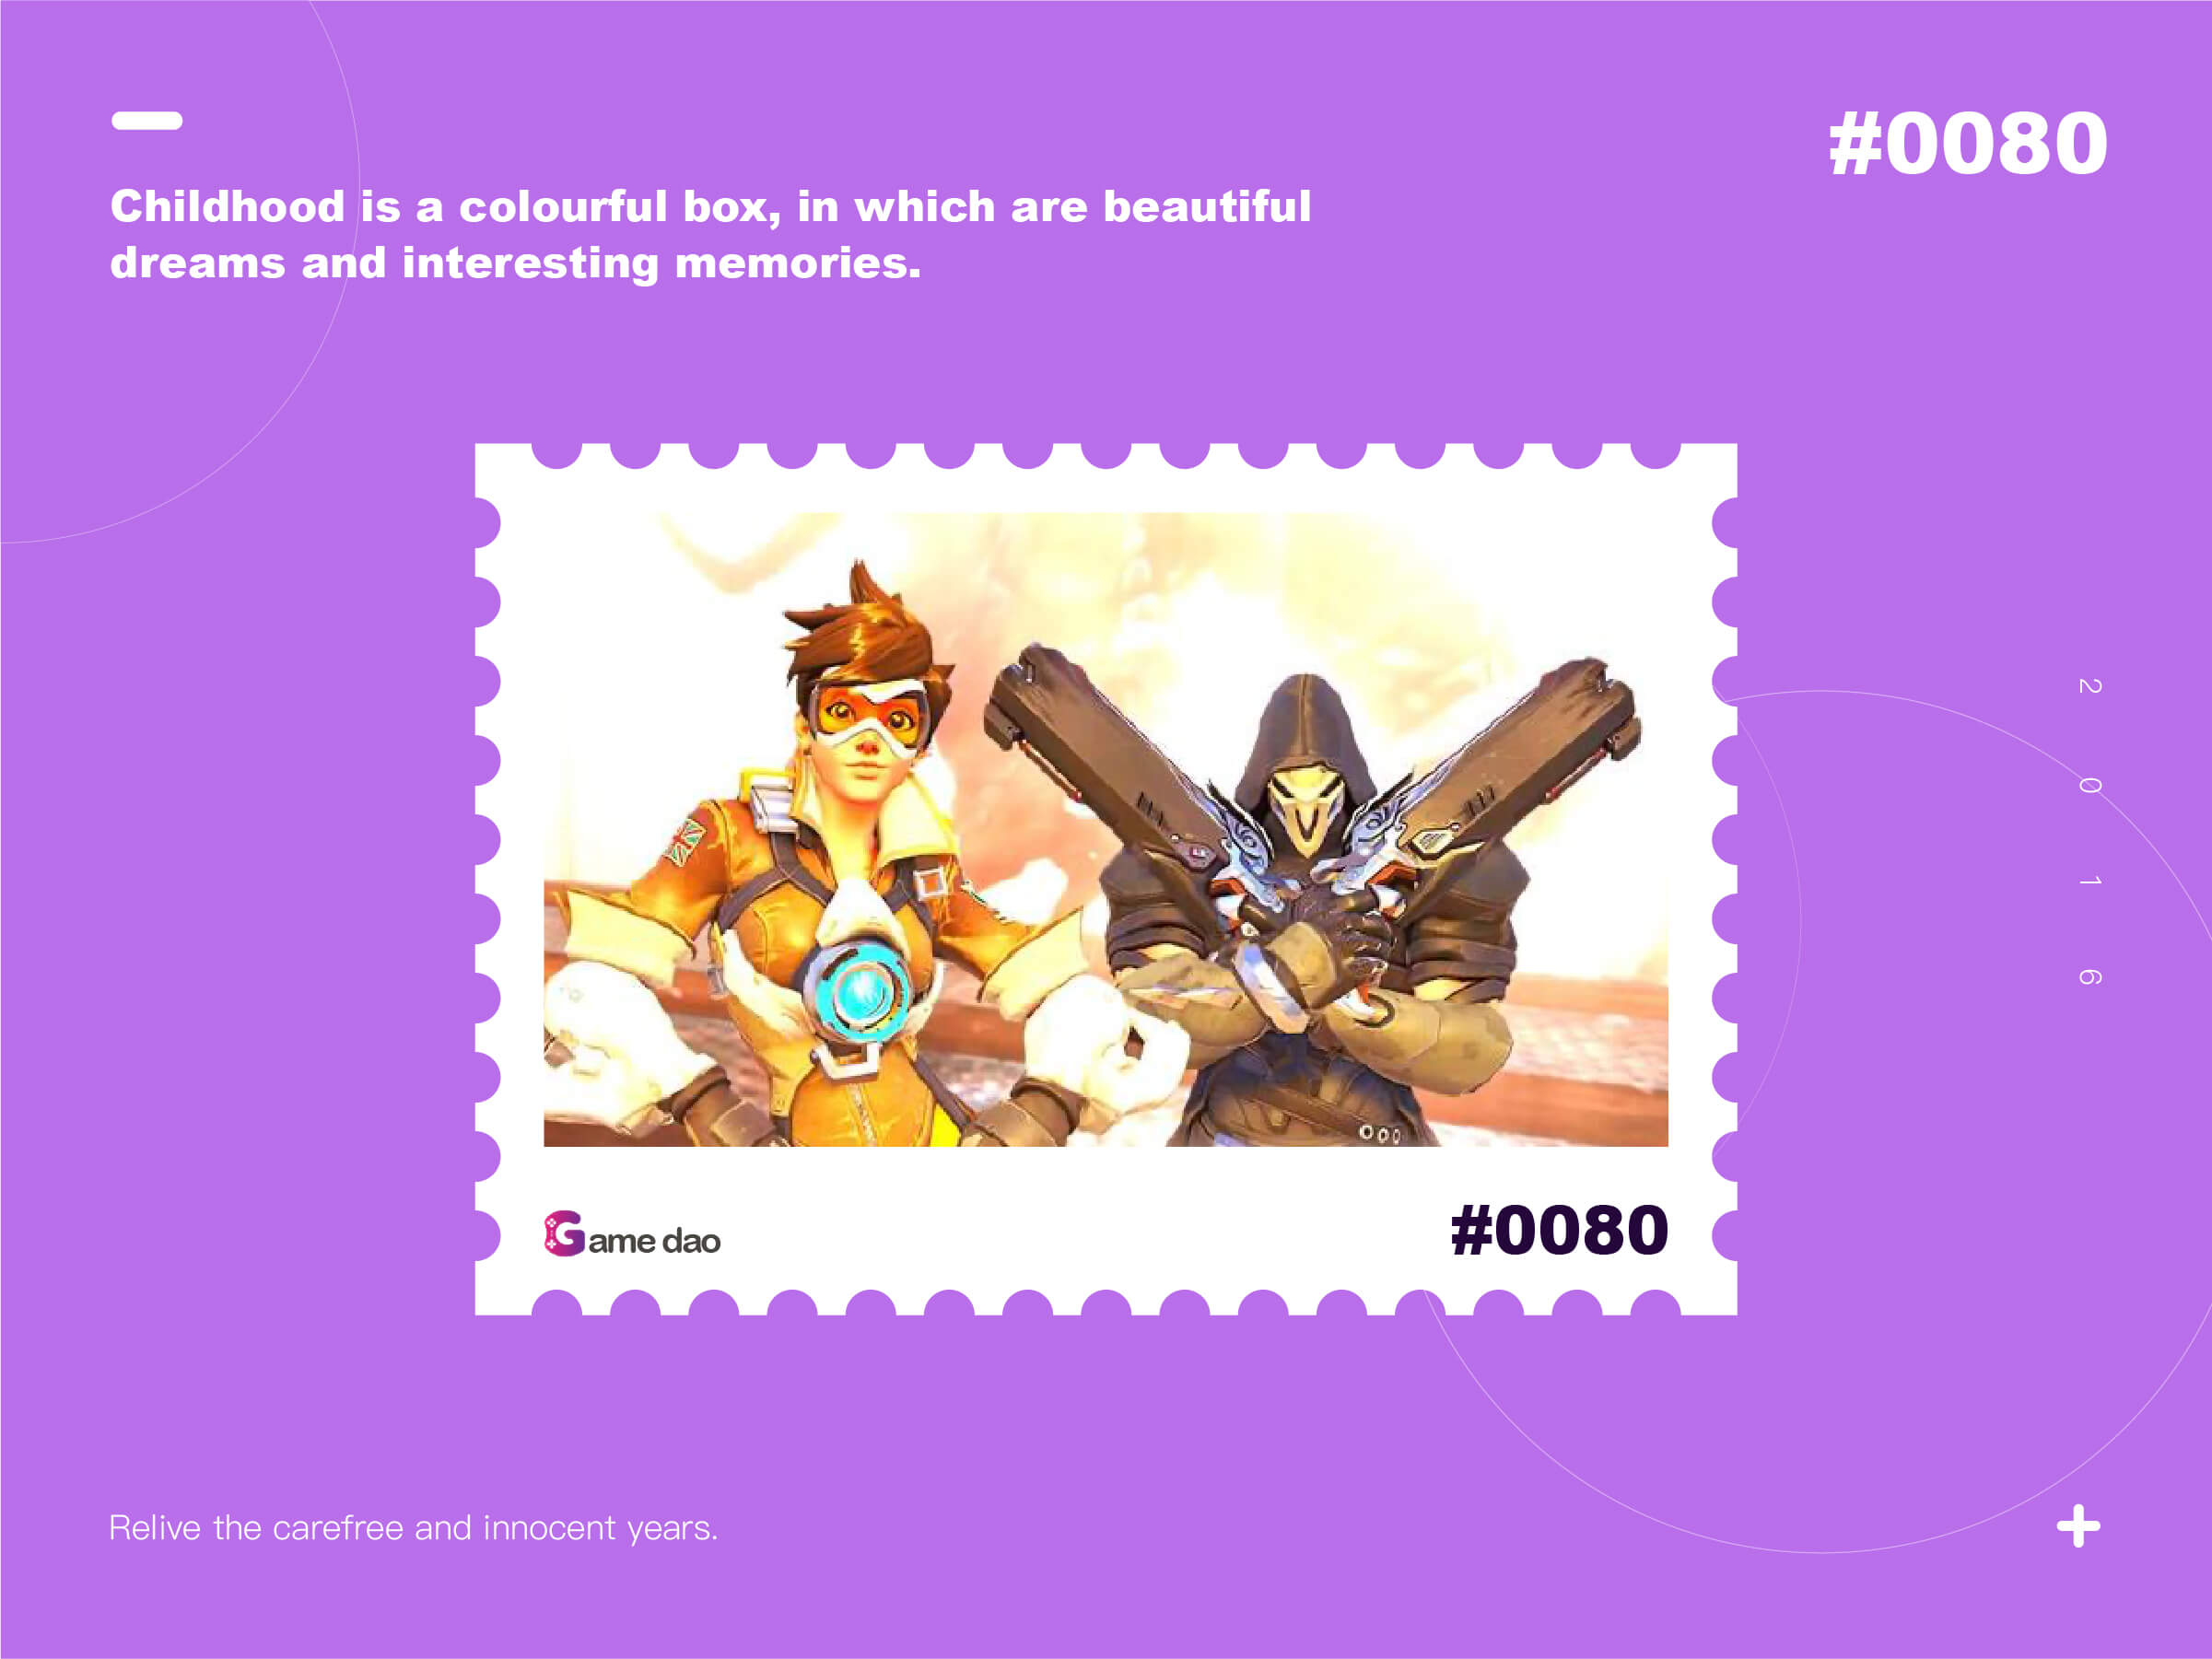 #0080
Childhood is a colourful box, in which are beautiful
dreams and interesting memories.
2016
Game dao
#0080
Relive the carefree and innocent years.